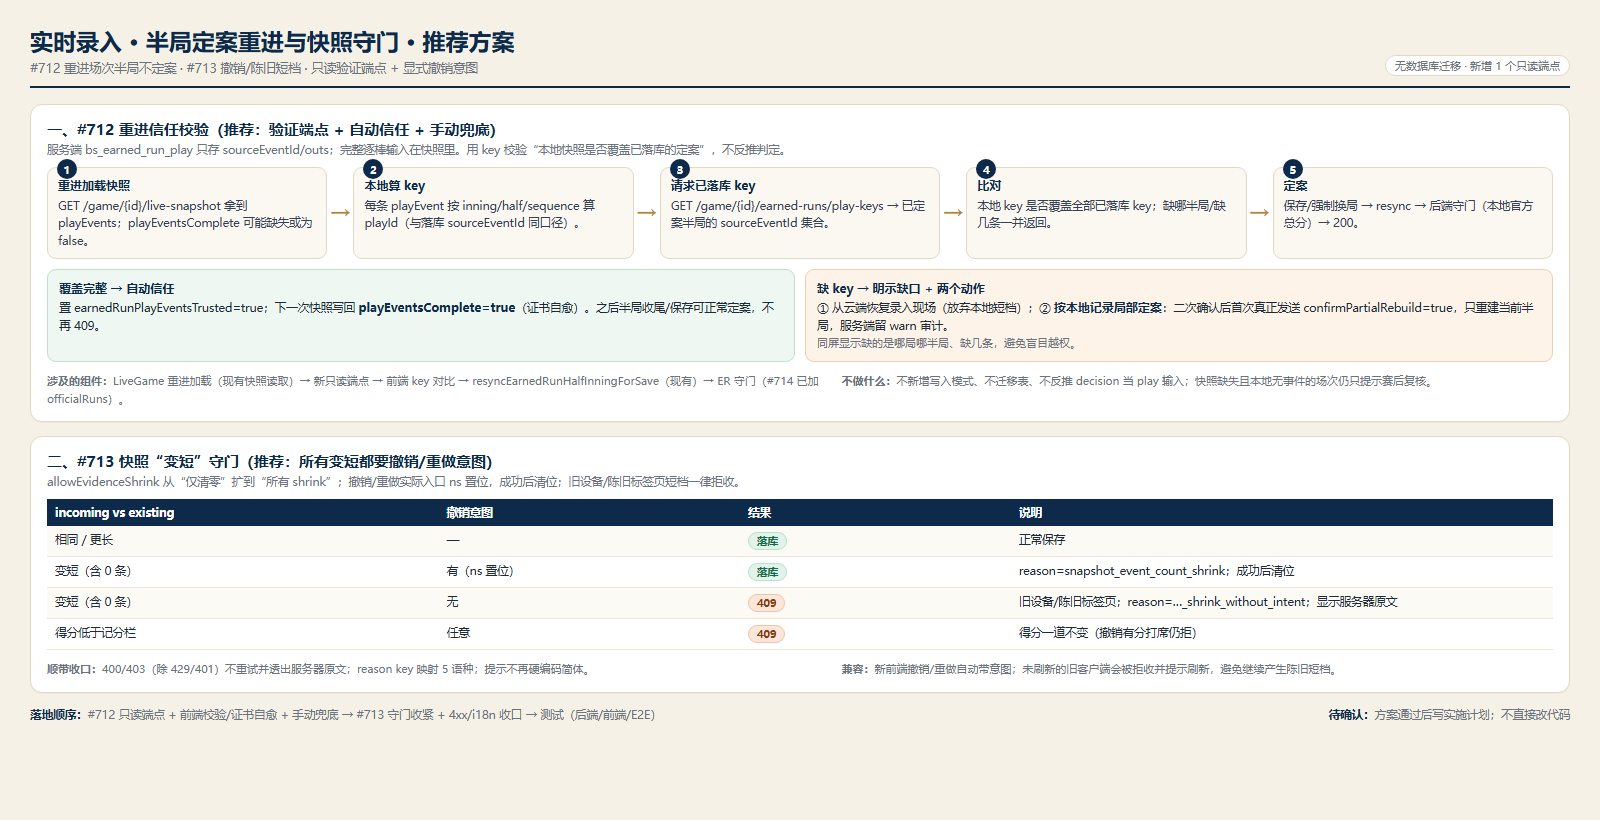 实时录入 · 半局定案重进与快照守门 · 推荐方案
#712 重进场次半局不定案 · #713 撤销/陈旧短档 · 只读验证端点 + 显式撤销意图
无数据库迁移 · 新增 1 个只读端点
一、#712 重进信任校验（推荐：验证端点 + 自动信任 + 手动兜底）
服务端 bs_earned_run_play 只存 sourceEventId/outs；完整逐棒输入在快照里。用 key 校验“本地快照是否覆盖已落库的定案”，不反推判定。
1
重进加载快照
GET /game/{id}/live-snapshot 拿到
playEvents；playEventsComplete 可能缺失或为
false。
→
2
本地算 key
每条 playEvent 按 inning/half/sequence 算
playId（与落库 sourceEventId 同口径）。
→
3
请求已落库 key
GET /game/{id}/earned-runs/play-keys → 已定
案半局的 sourceEventId 集合。
→
4
比对
本地 key 是否覆盖全部已落库 key；缺哪半局/缺
几条一并返回。
→
5
定案
保存/强制换局 → resync → 后端守门（本地官方
总分）→ 200。
覆盖完整 → 自动信任
置 earnedRunPlayEventsTrusted=true；下一次快照写回 playEventsComplete=true（证书自愈）。之后半局收尾/保存可正常定案，不
再 409。
缺 key → 明示缺口 + 两个动作
① 从云端恢复录入现场（放弃本地短档）；② 按本地记录局部定案：二次确认后首次真正发送 confirmPartialRebuild=true，只重建当前半
局，服务端留 warn 审计。
同屏显示缺的是哪局哪半局、缺几条，避免盲目越权。
涉及的组件：LiveGame 重进加载（现有快照读取）→ 新只读端点 → 前端 key 对比 → resyncEarnedRunHalfInningForSave（现有）→ ER 守门（#714 已加
officialRuns）。
不做什么：不新增写入模式、不迁移表、不反推 decision 当 play 输入；快照缺失且本地无事件的场次仍只提示赛后复核。
二、#713 快照“变短”守门（推荐：所有变短都要撤销/重做意图）
allowEvidenceShrink 从“仅清零”扩到“所有 shrink”；撤销/重做实际入口 ns 置位，成功后清位；旧设备/陈旧标签页短档一律拒收。
incoming vs existing 撤销意图 结果 说明
相同 / 更长 — 落库 正常保存
变短（含 0 条） 有（ns 置位） 落库 reason=snapshot_event_count_shrink；成功后清位
变短（含 0 条） 无 409 旧设备/陈旧标签页；reason=…_shrink_without_intent；显示服务器原文
得分低于记分栏 任意 409 得分一道不变（撤销有分打席仍拒）
顺带收口：400/403（除 429/401）不重试并透出服务器原文；reason key 映射 5 语种；提示不再硬编码简体。
兼容：新前端撤销/重做自动带意图；未刷新的旧客户端会被拒收并提示刷新，避免继续产生陈旧短档。
落地顺序：#712 只读端点 + 前端校验/证书自愈 + 手动兜底 → #713 守门收紧 + 4xx/i18n 收口 → 测试（后端/前端/E2E）
待确认：方案通过后写实施计划；不直接改代码